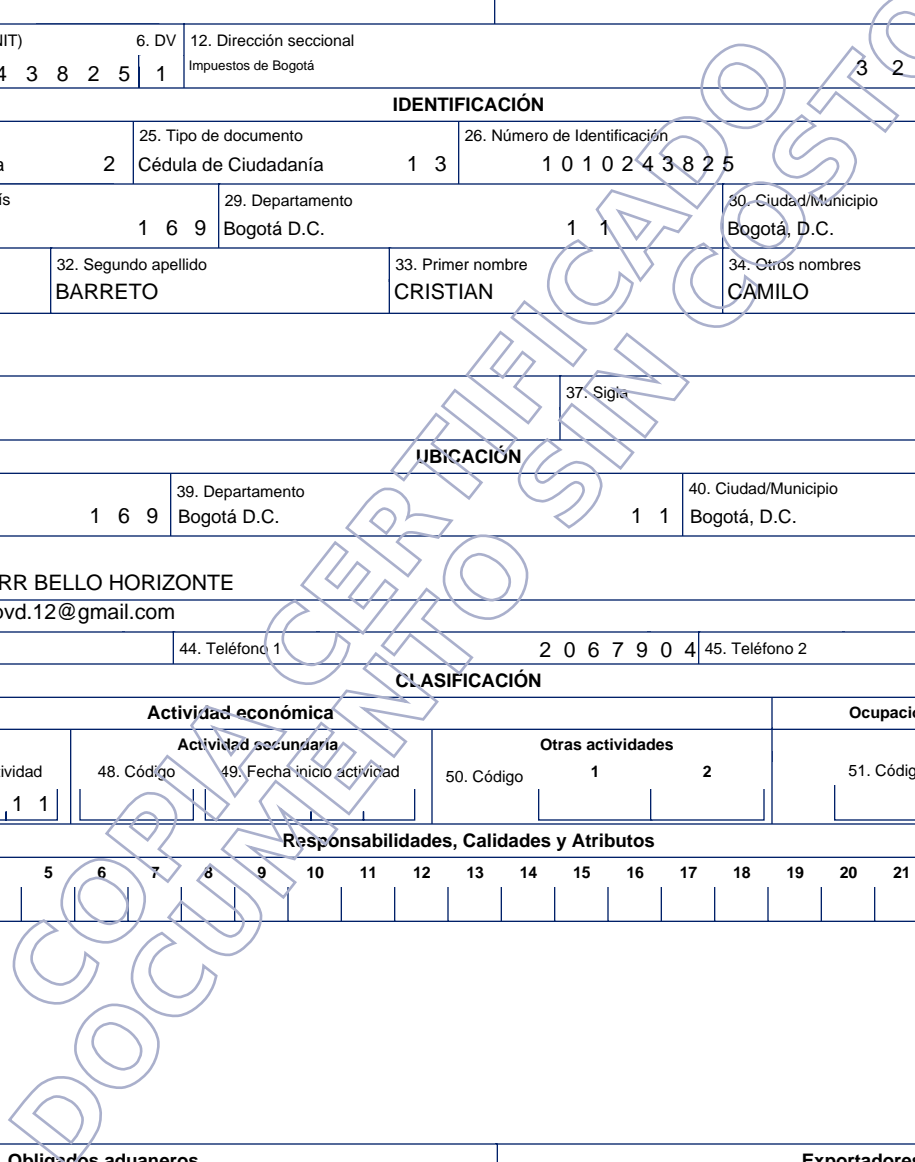 NIT) 6. DV 12. Dirección seccional
4 3 8 2 5 1 Impuestos de Bogotá 3 2
IDENTIFICACIÓN
25. Tipo de documento 26. Número de Identificación
a 2 Cédula de Ciudadanía 1 3 1 0 1 0 2 4 3 8 2 5
ís 29. Departamento 30. Ciudad/Municipio
1 6 9 Bogotá D.C. 1 1 Bogotá, D.C.
32. Segundo apellido 33. Primer nombre 34. Otros nombres
BARRETO CRISTIAN CAMILO
37. Sigla
UBICACIÓN
39. Departamento 40. Ciudad/Municipio
1 6 9 Bogotá D.C. 1 1 Bogotá, D.C.
RR BELLO HORIZONTE
ovd.12@gmail.com
44. Teléfono 1 2 0 6 7 9 0 4 45. Teléfono 2
CLASIFICACIÓN
Actividad económica Ocupació
Actividad secundaria Otras actividades
ividad 48. Código 49. Fecha inicio actividad 50. Código 1 2 51. Códig
1 1
Responsabilidades, Calidades y Atributos
5 6 7 8 9 10 11 12 13 14 15 16 17 18 19 20 21
Obligados aduaneros Exportadores
COPIA CERTIFICADO
DOCUMENTO SIN COSTO